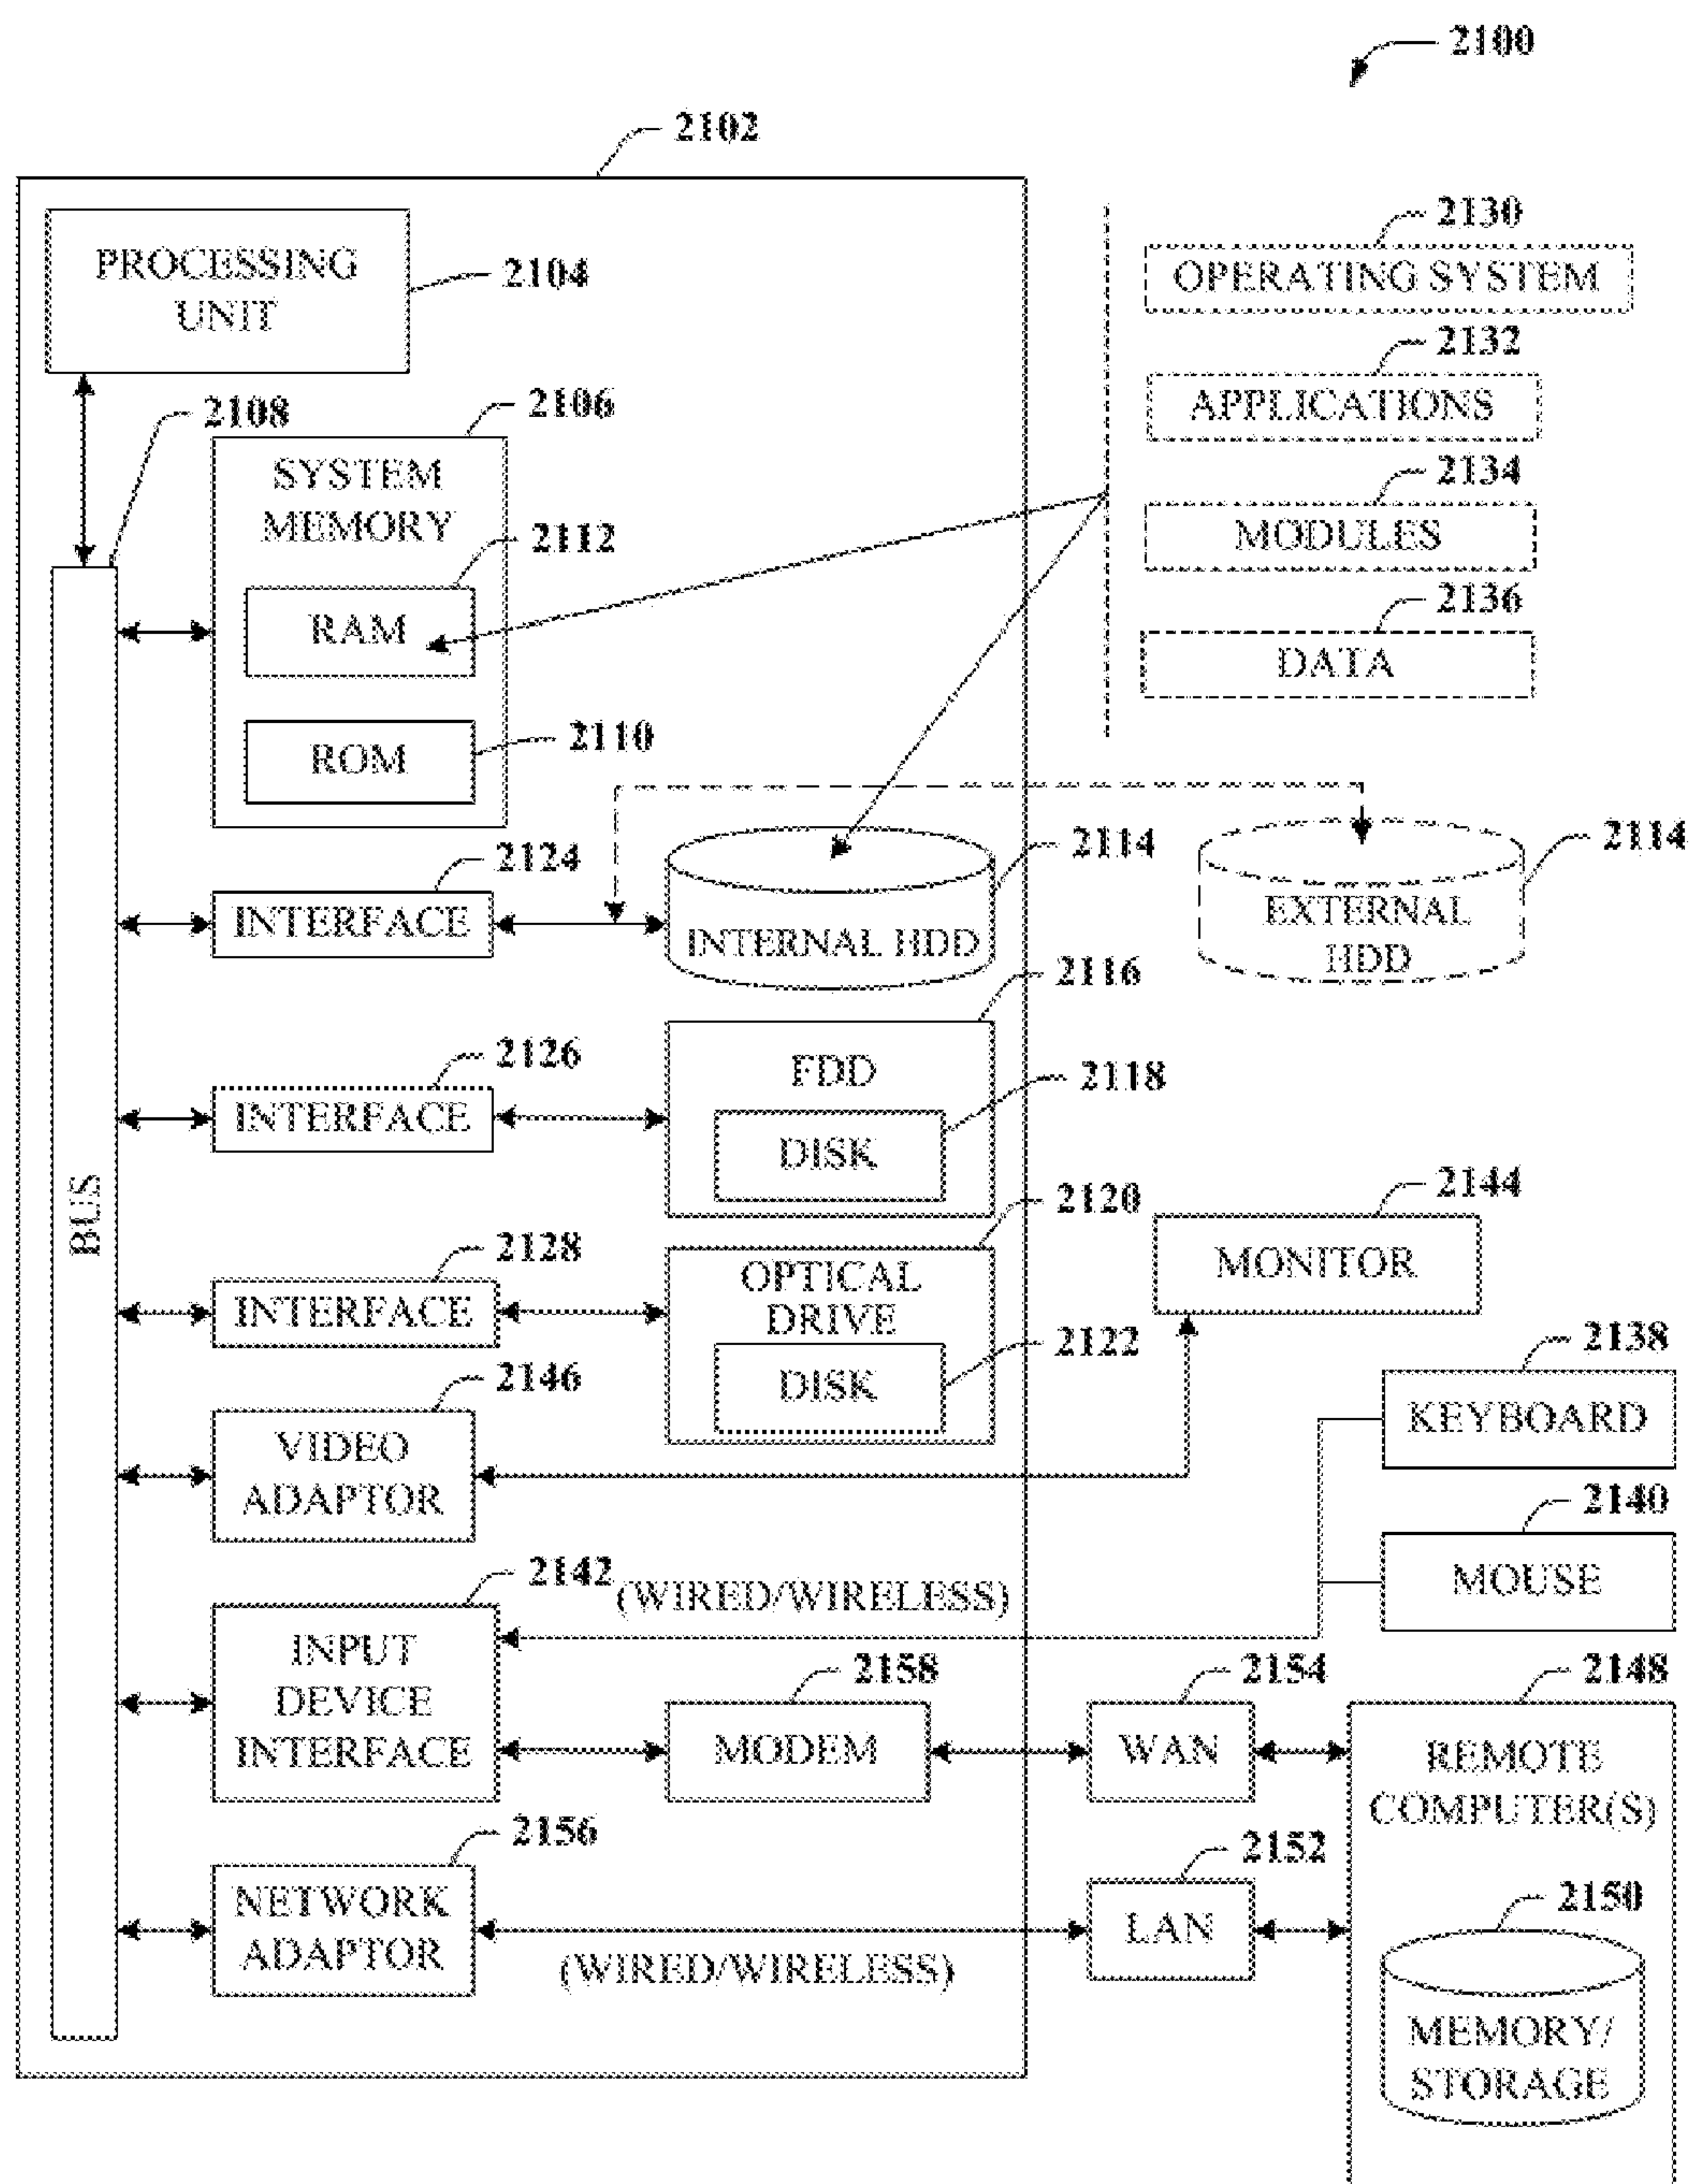 2100
2102
PROCESSING
UNIT
2104
2108
2106
SYSTEM
MEMORY
2112
RAM
ROM
2110
2130
OPERATING SYSTEM
2132
APPLICATIONS
2134
MODULES
2136
DATA
BUS
2124
INTERFACE
2114
INTERNAL HDD
2114
EXTERNAL
HDD
2126
INTERFACE
2116
FDD
2118
DISK
2128
INTERFACE
2120
OPTICAL
DRIVE
2122
DISK
2144
MONITOR
2146
VIDEO
ADAPTOR
2138
KEYBOARD
2140
MOUSE
2142
(WIRED/WIRELESS)
INPUT
DEVICE
INTERFACE
2158
MODEM
2154
WAN
2148
REMOTE
COMPUTER(S)
2156
NETWORK
ADAPTOR
(WIRED/WIRELESS)
2152
LAN
2150
MEMORY/
STORAGE